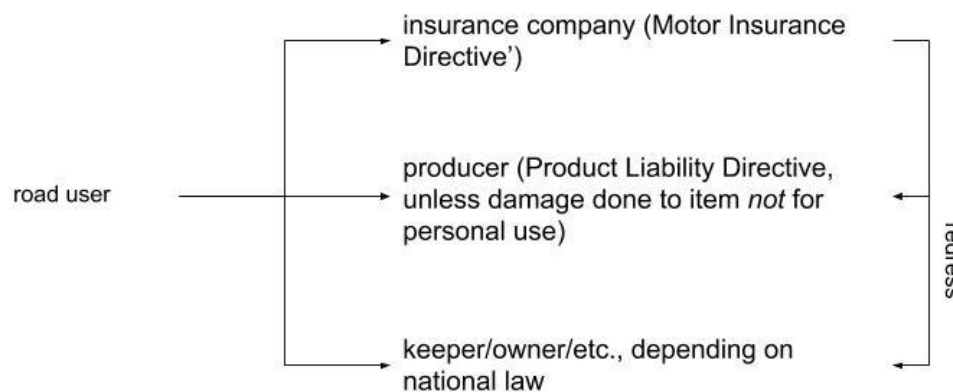 insurance company (Motor Insurance
Directive’)
producer (Product Liability Directive,
unless damage done to item not for
personal use)
road user
redress
keeper/owner/etc., depending on
national law